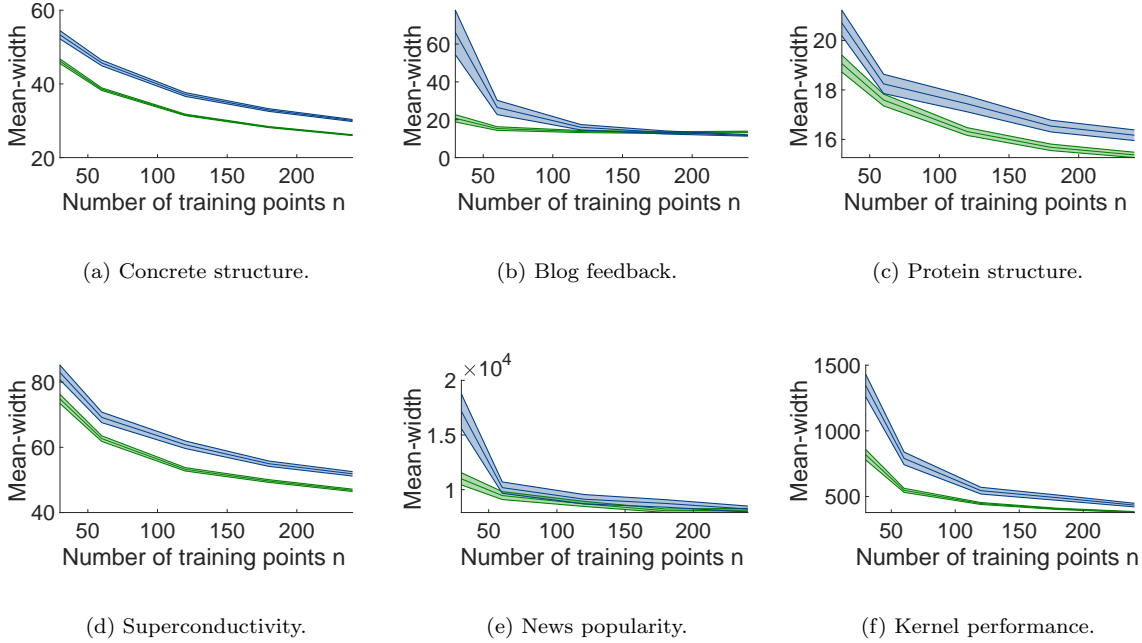 60
40
20
Mean-width
50 100 150 200
Number of training points n
(a) Concrete structure.
60
40
20
0
Mean-width
50 100 150 200
Number of training points n
(b) Blog feedback.
20
18
16
Mean-width
50 100 150 200
Number of training points n
(c) Protein structure.
80
60
40
Mean-width
50 100 150 200
Number of training points n
(d) Superconductivity.
×10^4
2
1.5
1
Mean-width
50 100 150 200
Number of training points n
(e) News popularity.
1500
1000
500
Mean-width
50 100 150 200
Number of training points n
(f) Kernel performance.